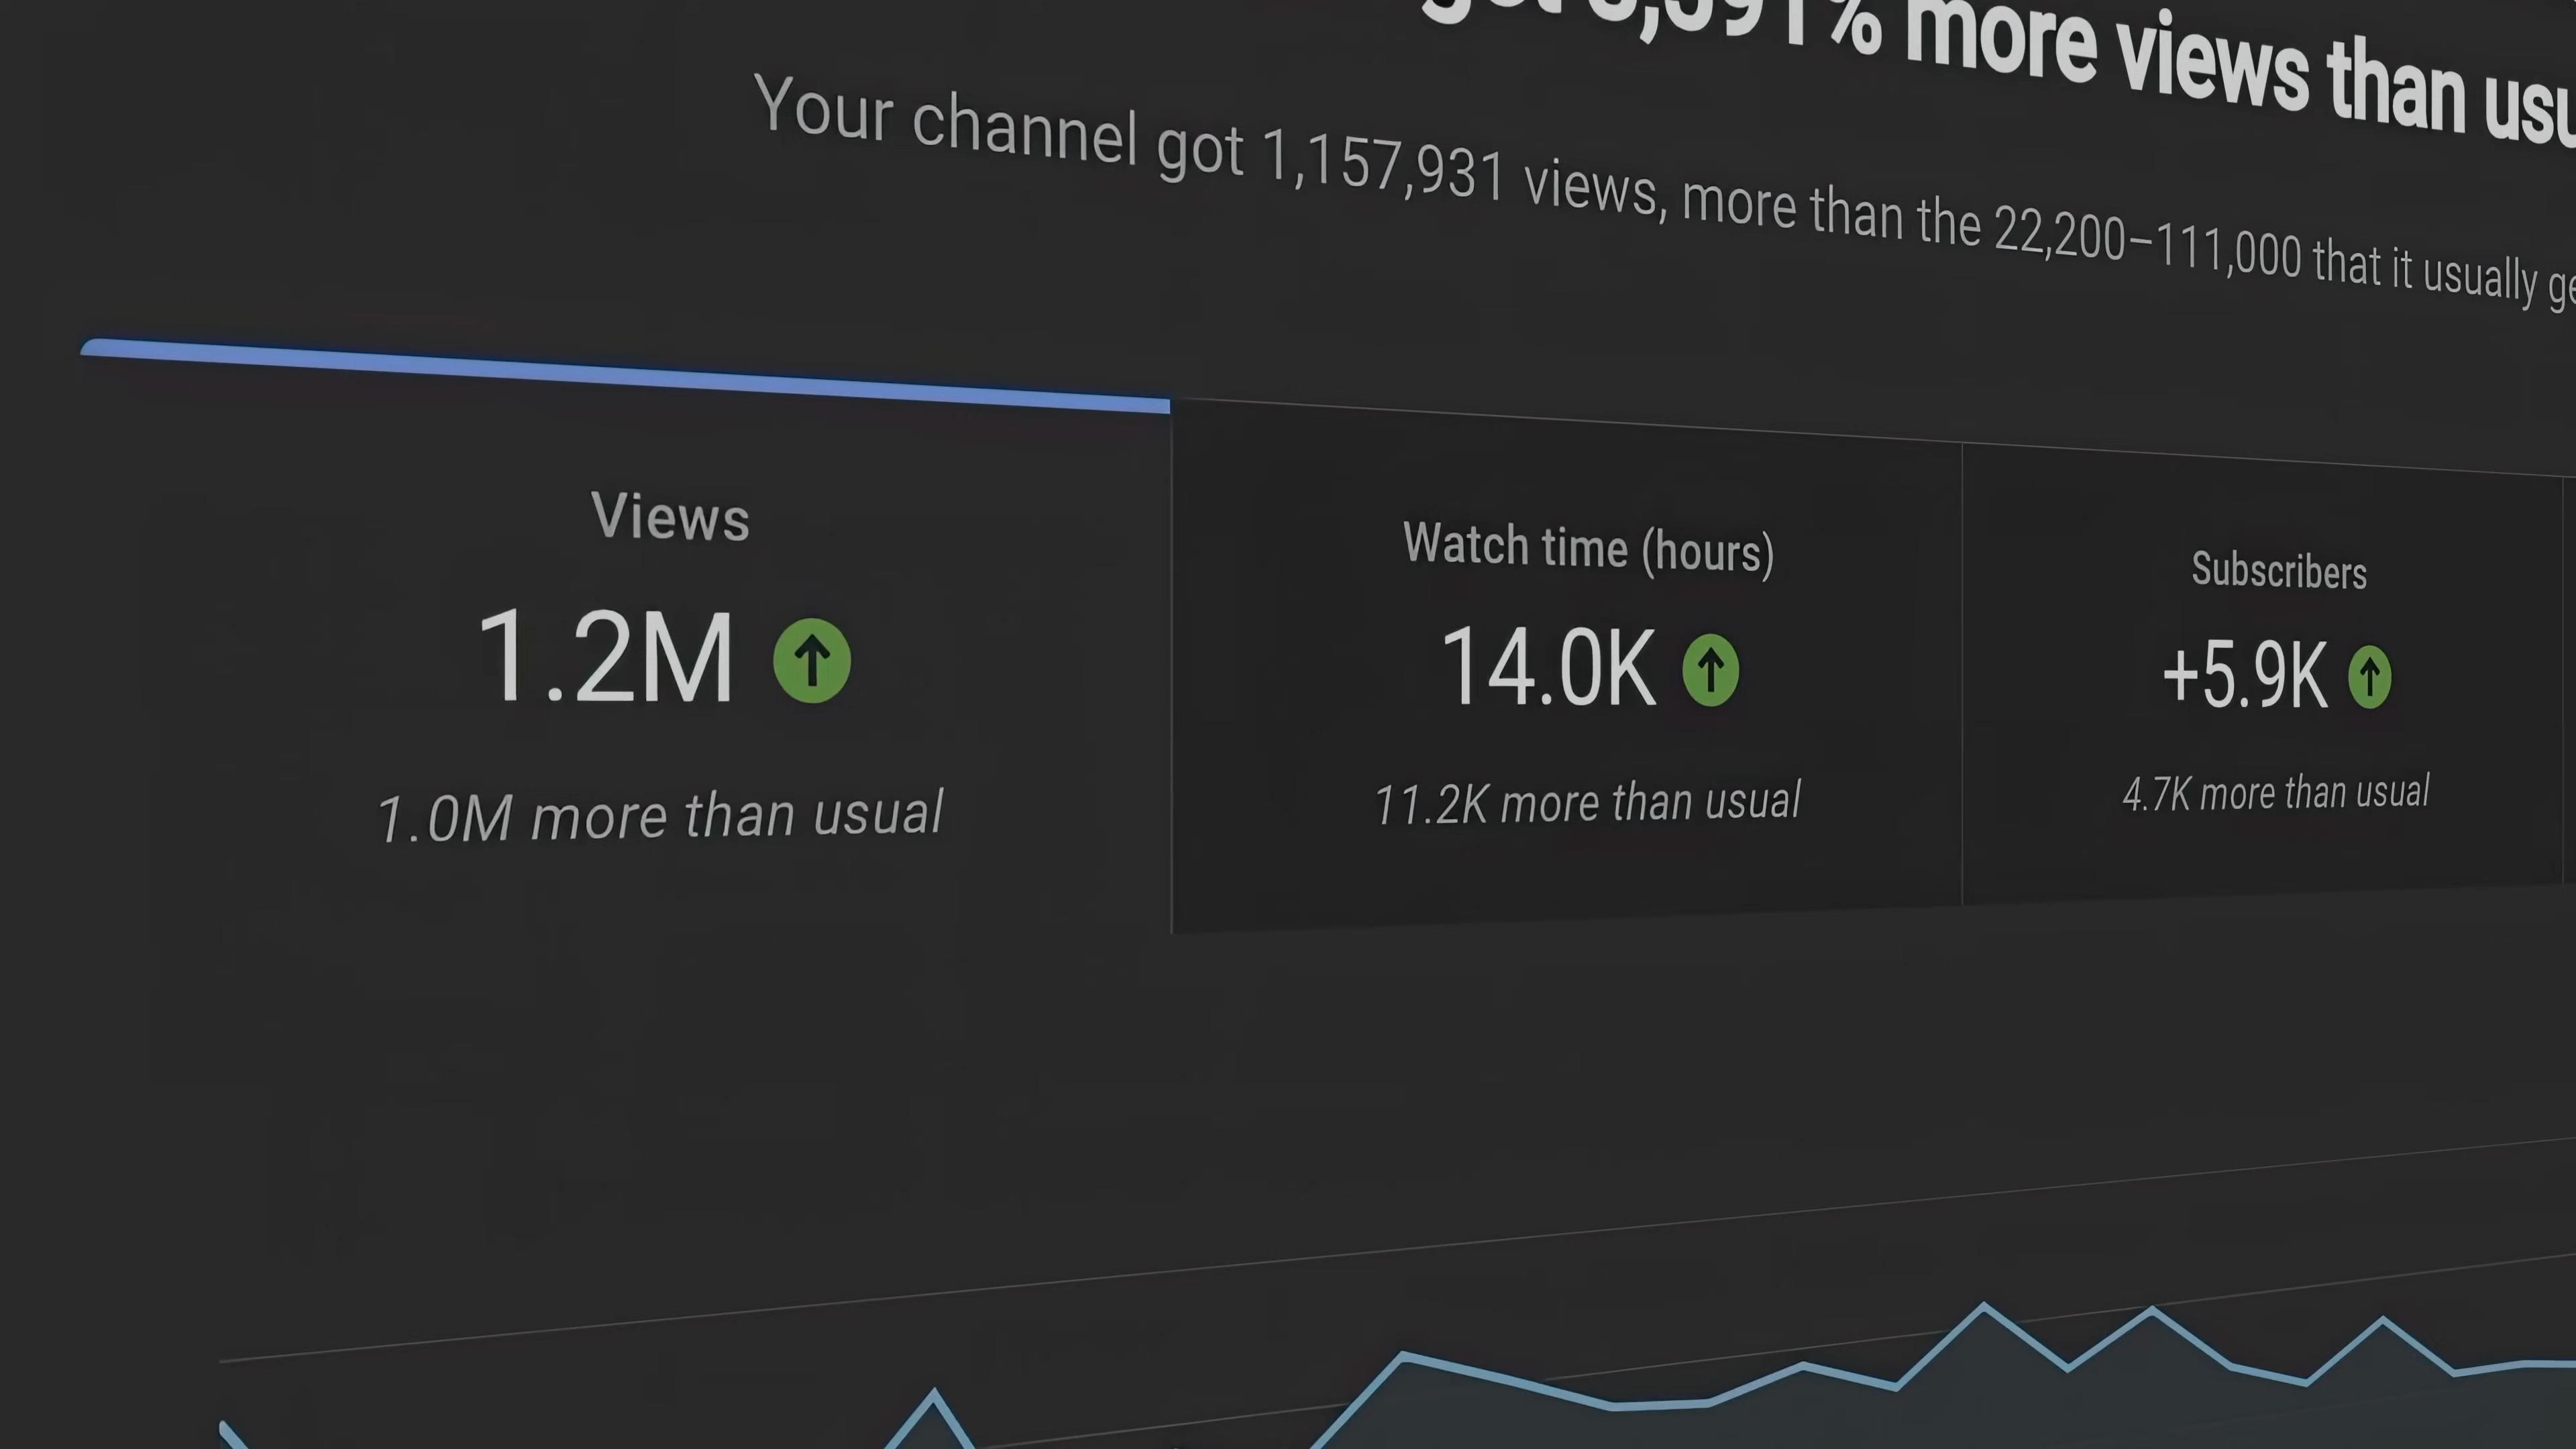 more views than
Your channel got 1,157,931 views, more than the 22,200–111,000 that it usually
Views
1.2M
1.0M more than usual
Watch time (hours)
14.0K
11.2K more than usual
Subscribers
+5.9K
4.7K more than usual